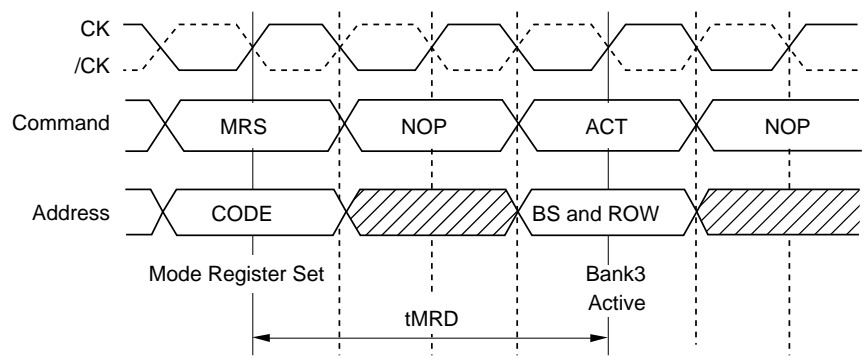 CK
/CK
Command MRS NOP ACT NOP
Address CODE BS and ROW
Mode Register Set Bank3
Active
tMRD